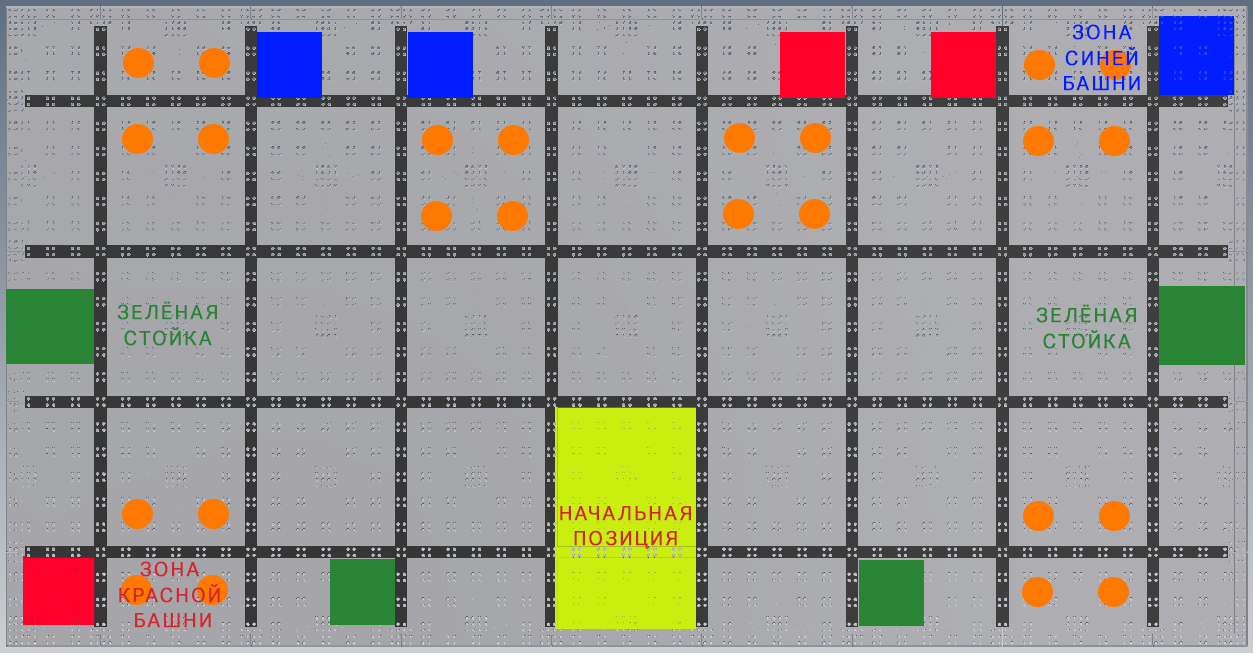 ЗОНА
СИНЕЙ
БАШНИ
ЗЕЛЁНАЯ
СТОЙКА
ЗЕЛЁНАЯ
СТОЙКА
НАЧАЛЬНАЯ
ПОЗИЦИЯ
ЗОНА
КРАСНОЙ
БАШНИ